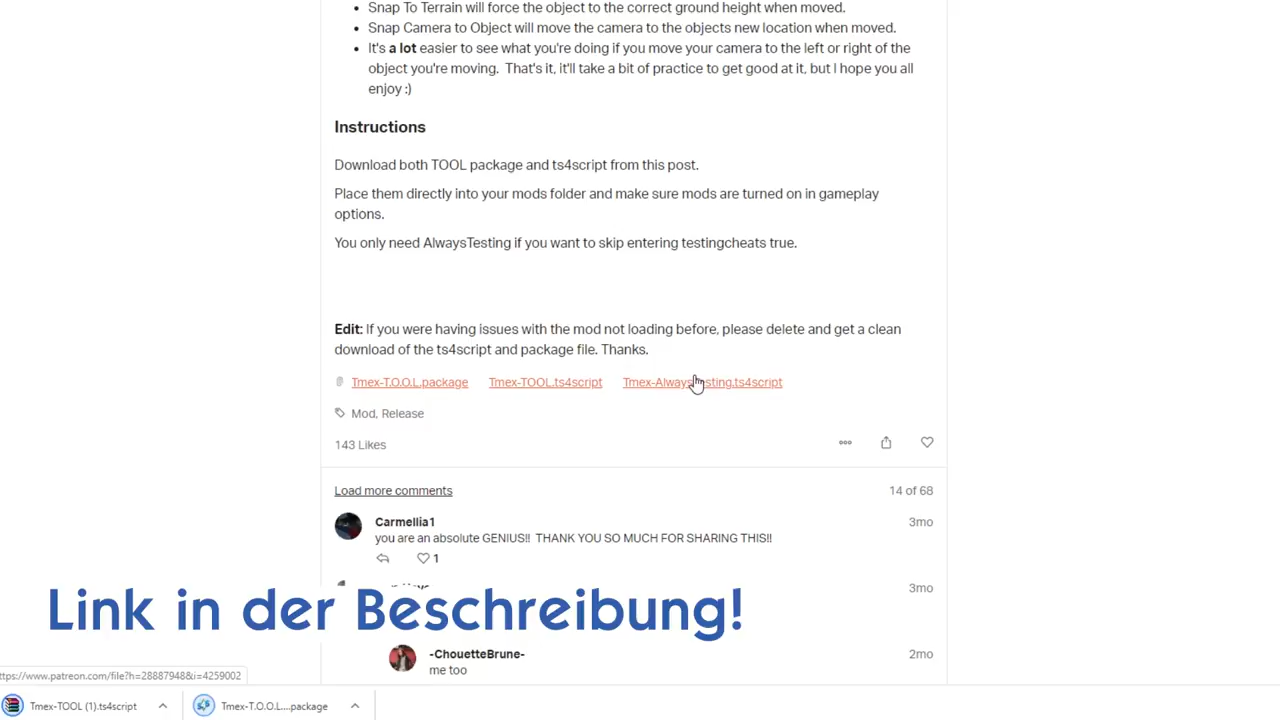 Snap To Terrain will force the object to the correct ground height when moved.
Snap Camera to Object will move the camera to the objects new location when moved.
It's a lot easier to see what you're doing if you move your camera to the left or right of the
object you're moving. That's it, it'll take a bit of practice to get good at it, but I hope you all
enjoy :)
Instructions
Download both TOOL package and ts4script from this post.
Place them directly into your mods folder and make sure mods are turned on in gameplay
options.
You only need AlwaysTesting if you want to skip entering testingcheats true.
Edit: If you were having issues with the mod not loading before, please delete and get a clean
download of the ts4script and package file. Thanks.
Tmex-T.O.O.L.package Tmex-TOOL.ts4script Tmex-AlwaysTesting.ts4script
Mod, Release
143 Likes
Load more comments 14 of 68
Carmellia1 3mo
you are an absolute GENIUS!! THANK YOU SO MUCH FOR SHARING THIS!!
1
3mo
Link in der Beschreibung!
-ChouetteBrune- 2mo
me too
ttps://www.patreon.com/file?h=28887948&i=4259002
Tmex-TOOL (1).ts4script Tmex-T.O.O.L....package